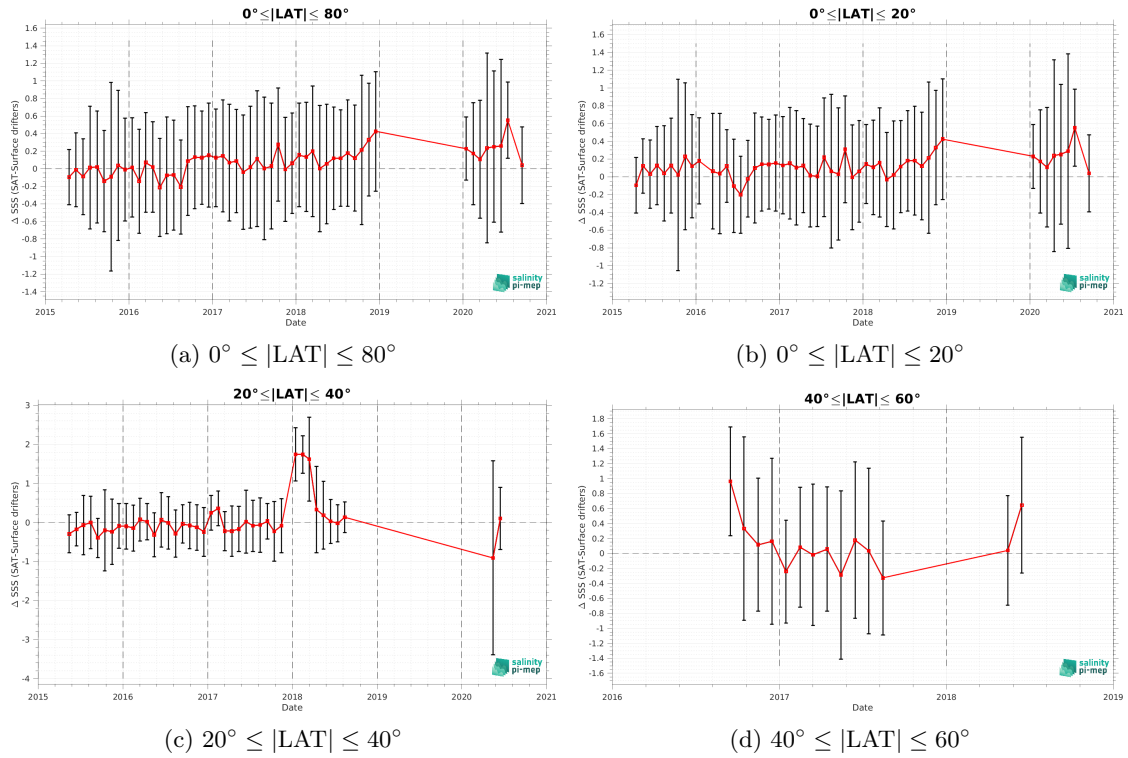 0°≤|LAT|≤ 80°
Δ SSS (SAT-Surface drifters)
1.6
1.4
1.2
1
0.8
0.6
0.4
0.2
0
-0.2
-0.4
-0.6
-0.8
-1
-1.2
-1.4
2015 2016 2017 2018 2019 2020 2021
Date
salinity
pi-mep
(a) 0° ≤ |LAT| ≤ 80°
0°≤|LAT|≤ 20°
Δ SSS (SAT-Surface drifters)
1.6
1.4
1.2
1
0.8
0.6
0.4
0.2
0
-0.2
-0.4
-0.6
-0.8
-1
-1.2
2015 2016 2017 2018 2019 2020 2021
Date
salinity
pi-mep
(b) 0° ≤ |LAT| ≤ 20°
20°≤|LAT|≤ 40°
Δ SSS (SAT-Surface drifters)
3
2
1
0
-1
-2
-3
-4
2015 2016 2017 2018 2019 2020 2021
Date
salinity
pi-mep
(c) 20° ≤ |LAT| ≤ 40°
40°≤|LAT|≤ 60°
Δ SSS (SAT-Surface drifters)
1.8
1.6
1.4
1.2
1
0.8
0.6
0.4
0.2
0
-0.2
-0.4
-0.6
-0.8
-1
-1.2
-1.4
-1.6
2016 2017 2018 2019
Date
salinity
pi-mep
(d) 40° ≤ |LAT| ≤ 60°